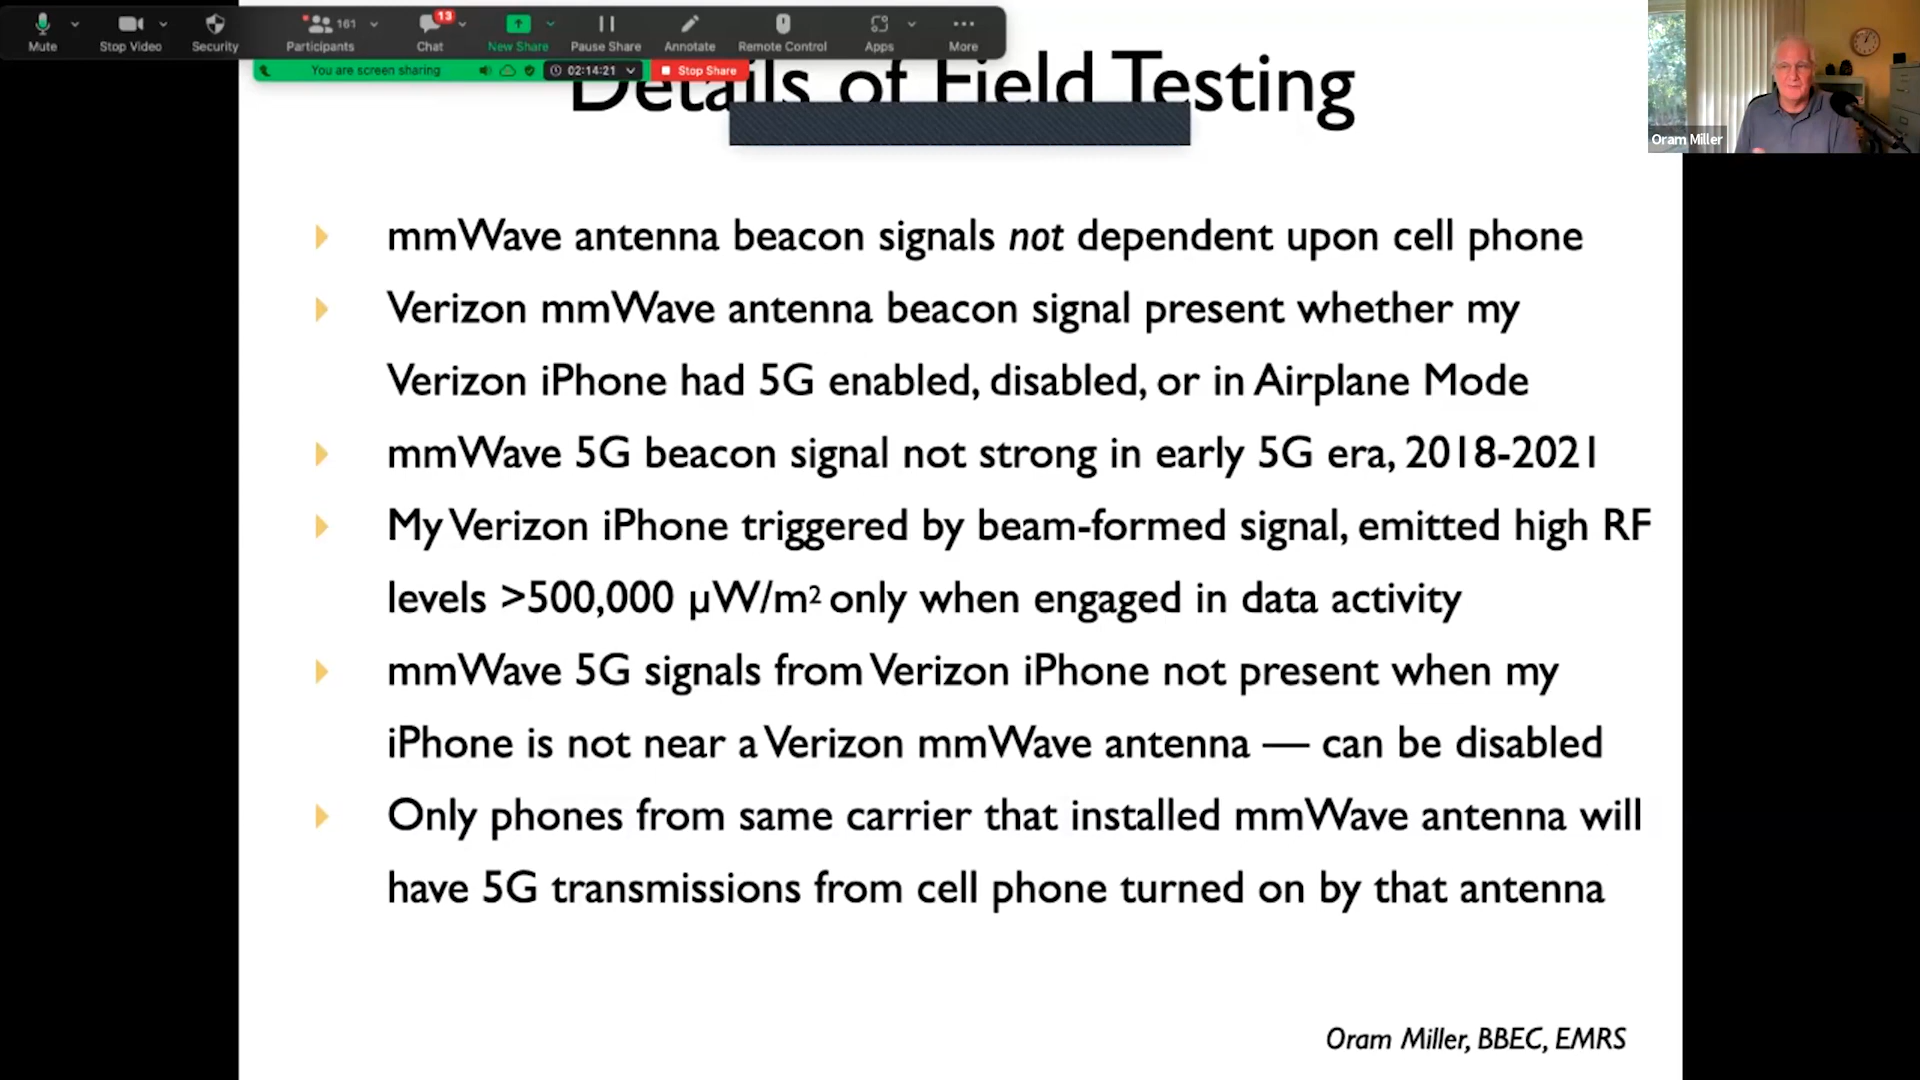 161
13
Mute
Stop Video
Security
Participants
Chat
New Share
Pause Share
Annotate
Remote Control
Apps
More
You are screen sharing
02:14:21
Stop Share
Oram Miller
Details of Field Testing
mmWave antenna beacon signals not dependent upon cell phone
Verizon mmWave antenna beacon signal present whether my
Verizon iPhone had 5G enabled, disabled, or in Airplane Mode
mmWave 5G beacon signal not strong in early 5G era, 2018-2021
My Verizon iPhone triggered by beam-formed signal, emitted high RF
levels >500,000 µW/m² only when engaged in data activity
mmWave 5G signals from Verizon iPhone not present when my
iPhone is not near a Verizon mmWave antenna — can be disabled
Only phones from same carrier that installed mmWave antenna will
have 5G transmissions from cell phone turned on by that antenna
Oram Miller, BBEC, EMRS